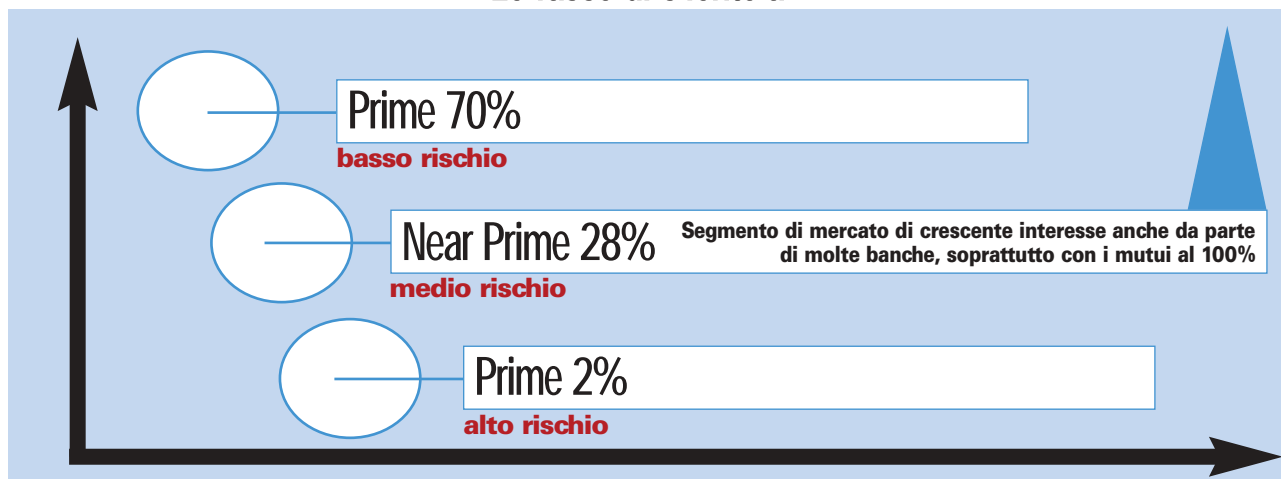 Prime 70%
basso rischio
Near Prime 28%
Segmento di mercato di crescente interesse anche da parte
di molte banche, soprattutto con i mutui al 100%
medio rischio
Prime 2%
alto rischio